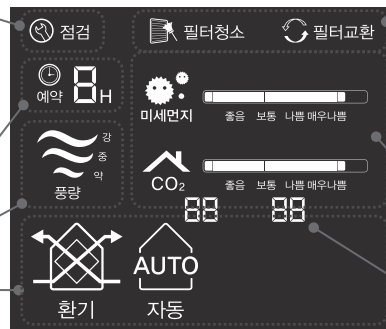 점검
필터청소
필터교환
예약 8 H
미세먼지
좋음 보통 나쁨 매우나쁨
강
중
약
풍량
CO₂
좋음 보통 나쁨 매우나쁨
88 88
AUTO
환기
자동